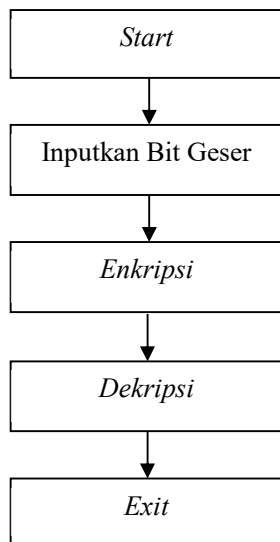 Start
Inputkan Bit Geser
Enkripsi
Dekripsi
Exit